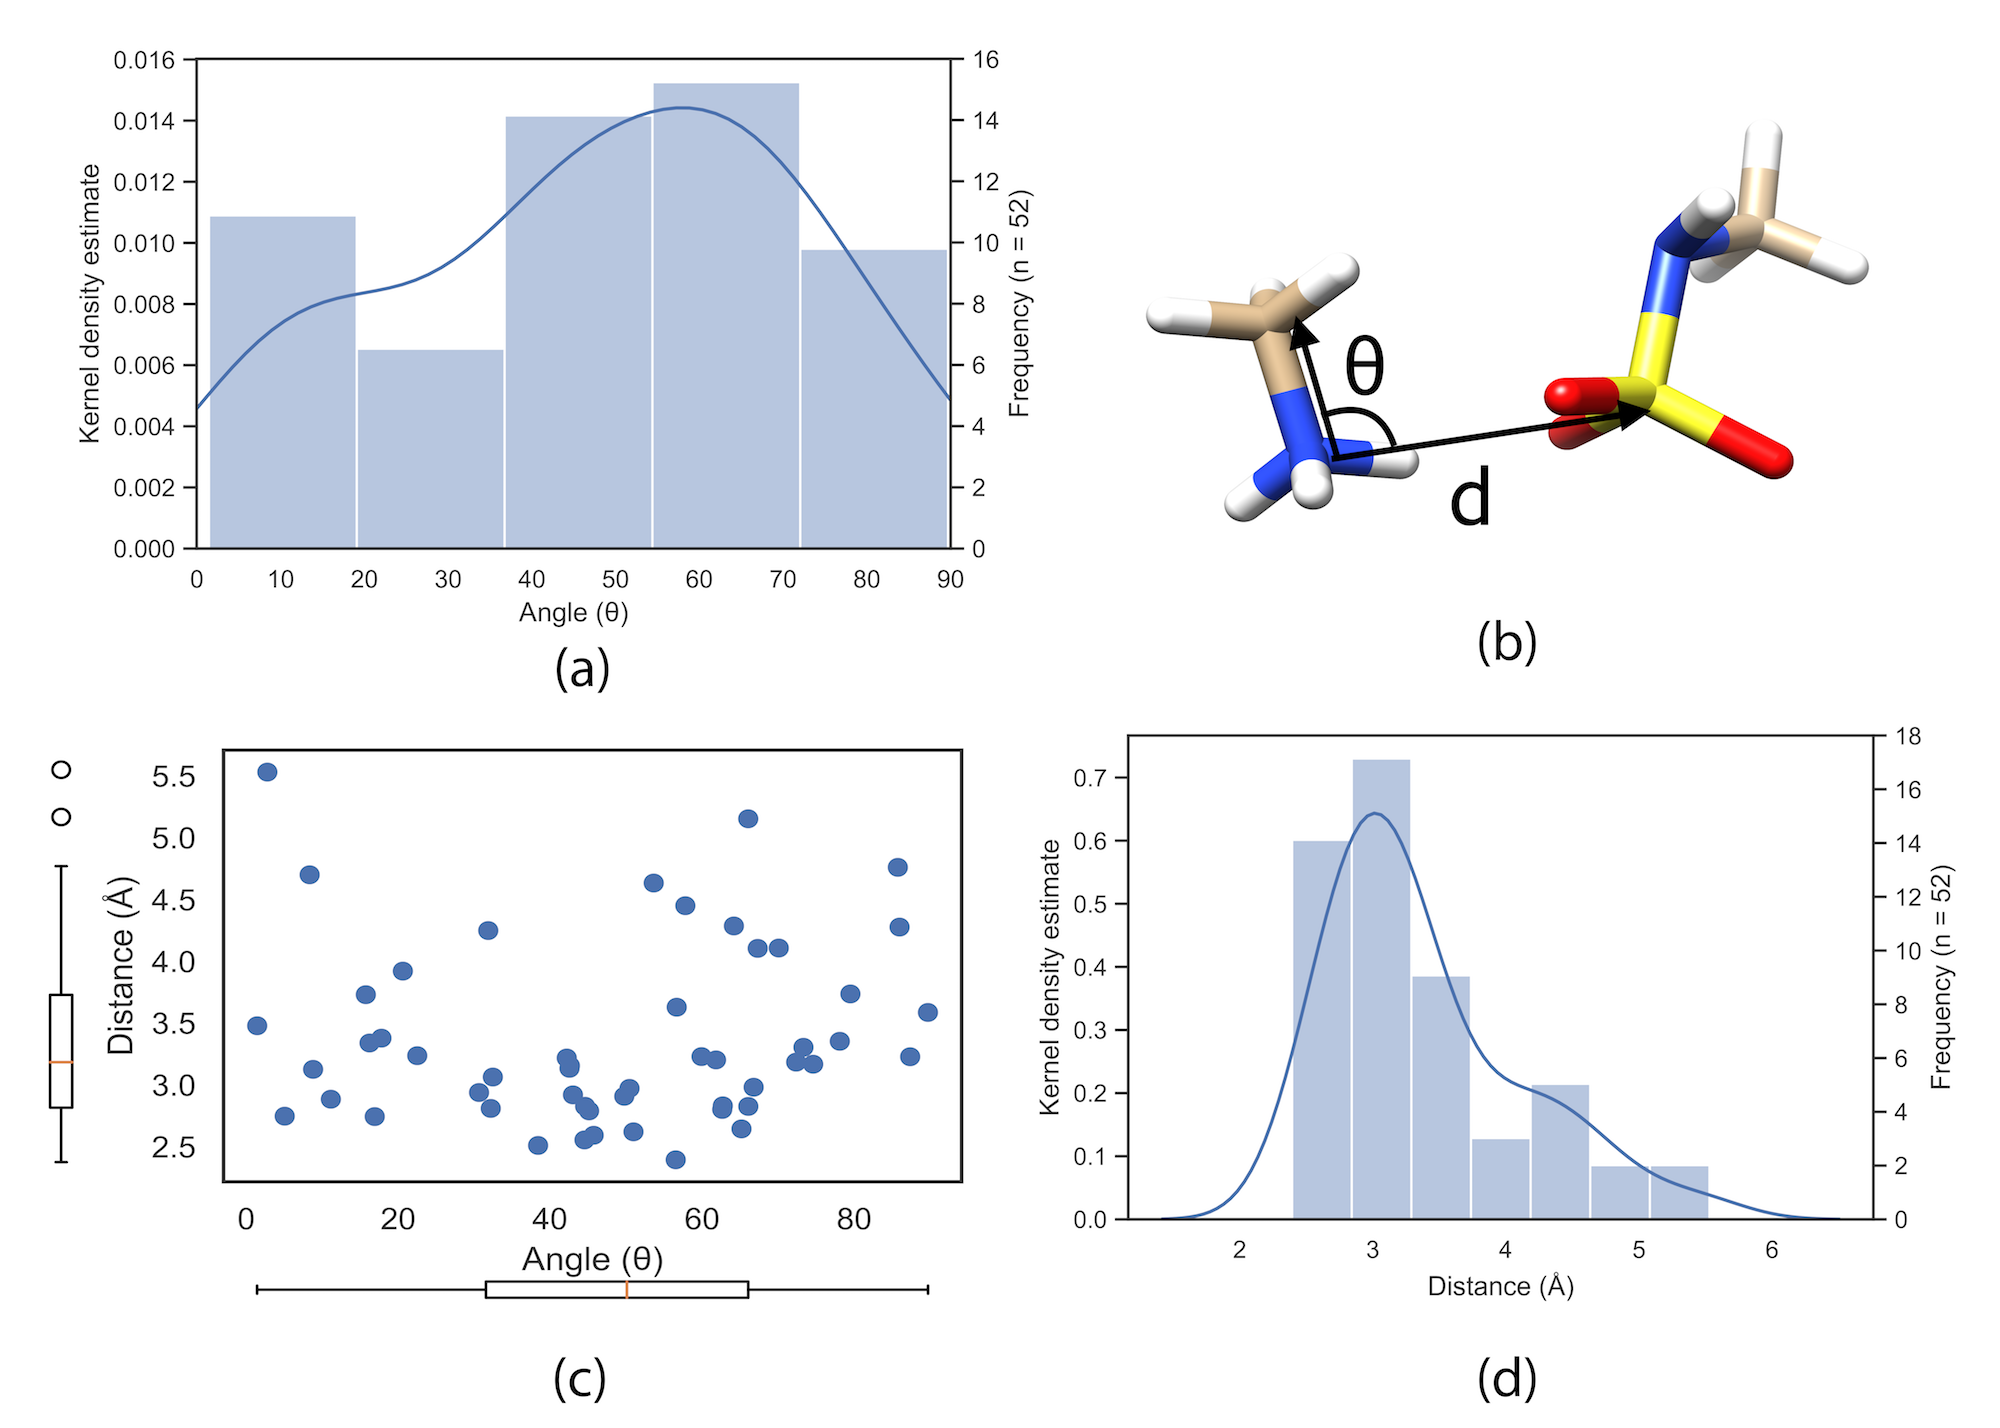 0.016
0.014
0.012
0.010
0.008
0.006
0.004
0.002
0.000
Kernel density estimate
16
14
12
10
8
6
4
2
0
Frequency (n = 52)
0 10 20 30 40 50 60 70 80 90
Angle (θ)
(a)
θ
d
(b)
5.5
5.0
4.5
4.0
3.5
3.0
2.5
Distance (Å)
0 20 40 60 80
Angle (θ)
(c)
0.7
0.6
0.5
0.4
0.3
0.2
0.1
0.0
Kernel density estimate
18
16
14
12
10
8
6
4
2
0
Frequency (n = 52)
2 3 4 5 6
Distance (Å)
(d)